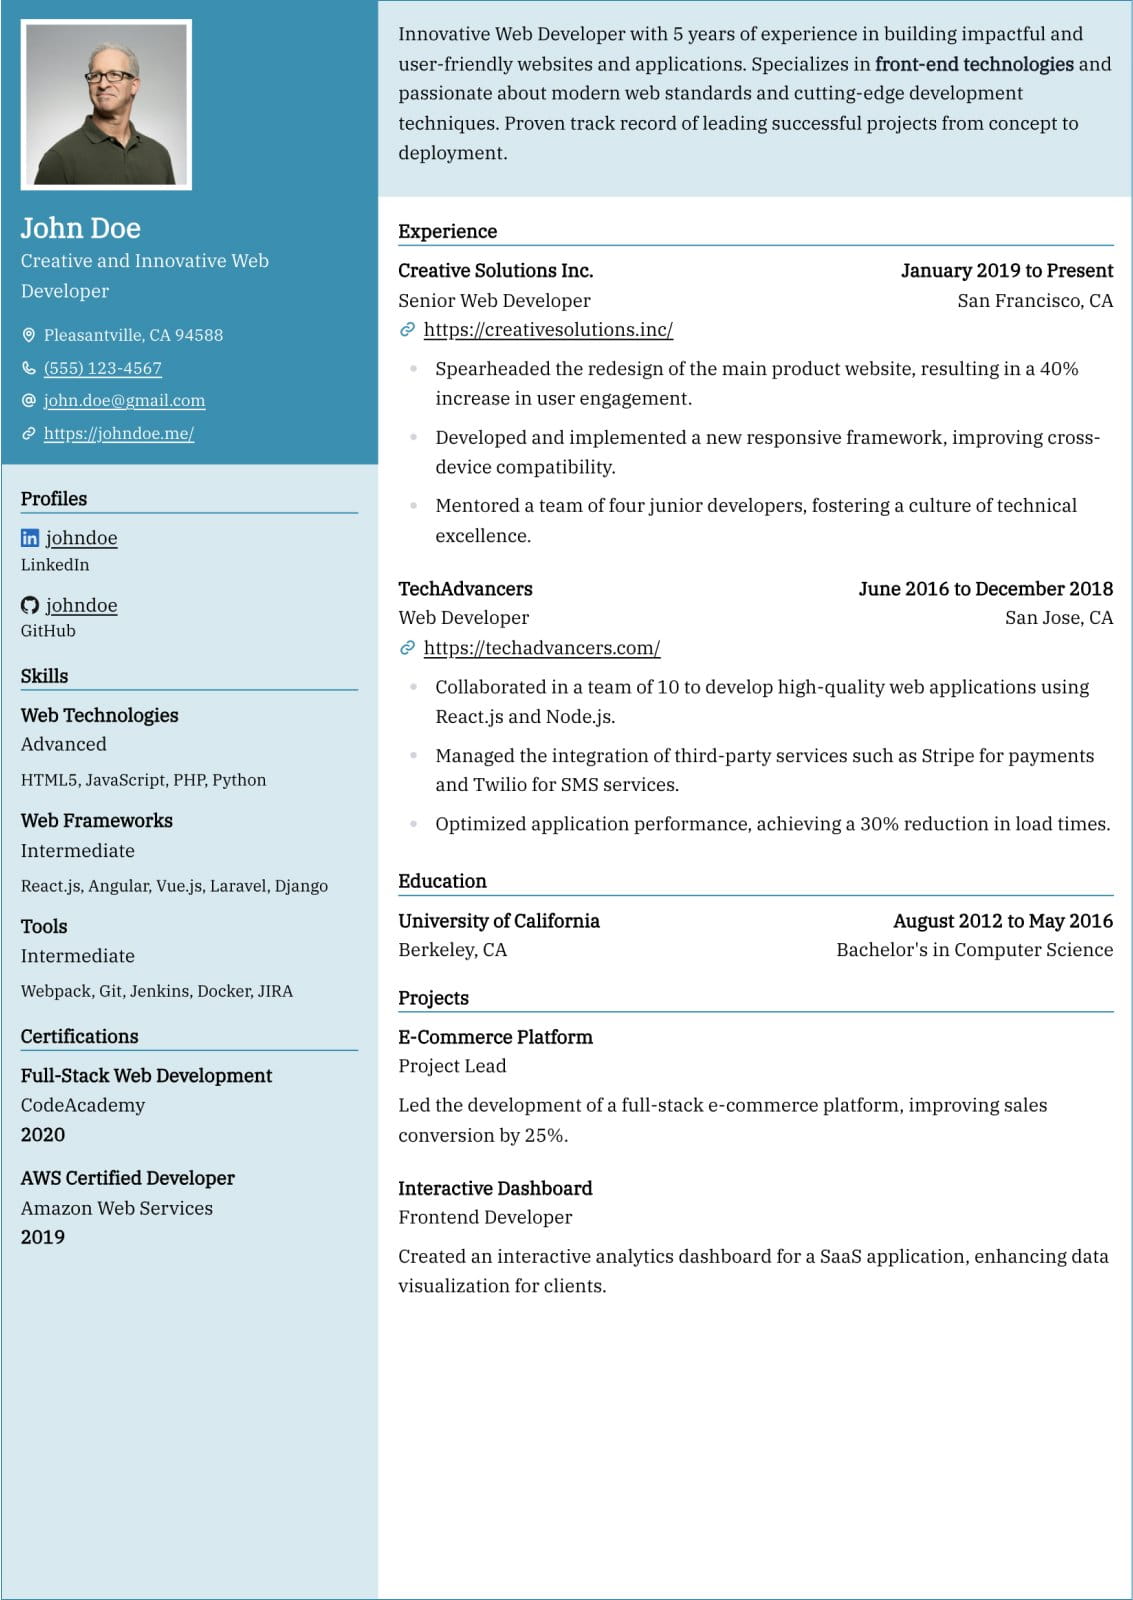 John Doe
Creative and Innovative Web
Developer
Pleasantville, CA 94588
(555) 123-4567
john.doe@gmail.com
https://johndoe.me/
Profiles
johndoe
LinkedIn
johndoe
GitHub
Skills
Web Technologies
Advanced
HTML5, JavaScript, PHP, Python
Web Frameworks
Intermediate
React.js, Angular, Vue.js, Laravel, Django
Tools
Intermediate
Webpack, Git, Jenkins, Docker, JIRA
Certifications
Full-Stack Web Development
CodeAcademy
2020
AWS Certified Developer
Amazon Web Services
2019
Innovative Web Developer with 5 years of experience in building impactful and
user-friendly websites and applications. Specializes in front-end technologies and
passionate about modern web standards and cutting-edge development
techniques. Proven track record of leading successful projects from concept to
deployment.
Experience
Creative Solutions Inc. January 2019 to Present
Senior Web Developer San Francisco, CA
https://creativesolutions.inc/
• Spearheaded the redesign of the main product website, resulting in a 40%
increase in user engagement.
• Developed and implemented a new responsive framework, improving cross-
device compatibility.
• Mentored a team of four junior developers, fostering a culture of technical
excellence.
TechAdvancers June 2016 to December 2018
Web Developer San Jose, CA
https://techadvancers.com/
• Collaborated in a team of 10 to develop high-quality web applications using
React.js and Node.js.
• Managed the integration of third-party services such as Stripe for payments
and Twilio for SMS services.
• Optimized application performance, achieving a 30% reduction in load times.
Education
University of California August 2012 to May 2016
Berkeley, CA Bachelor's in Computer Science
Projects
E-Commerce Platform
Project Lead
Led the development of a full-stack e-commerce platform, improving sales
conversion by 25%.
Interactive Dashboard
Frontend Developer
Created an interactive analytics dashboard for a SaaS application, enhancing data
visualization for clients.